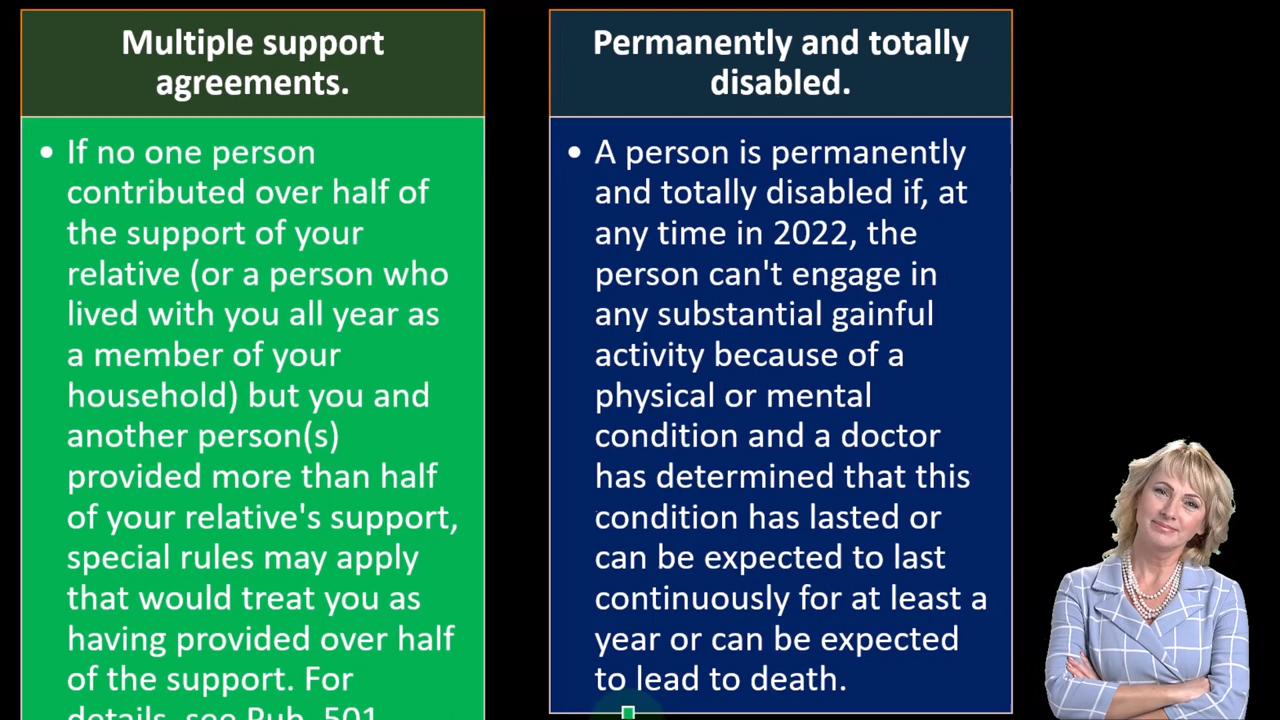 Multiple support
agreements.
• If no one person
contributed over half of
the support of your
relative (or a person who
lived with you all year as
a member of your
household) but you and
another person(s)
provided more than half
of your relative's support,
special rules may apply
that would treat you as
having provided over half
of the support. For
details, see Pub. 501.
Permanently and totally
disabled.
• A person is permanently
and totally disabled if, at
any time in 2022, the
person can't engage in
any substantial gainful
activity because of a
physical or mental
condition and a doctor
has determined that this
condition has lasted or
can be expected to last
continuously for at least a
year or can be expected
to lead to death.